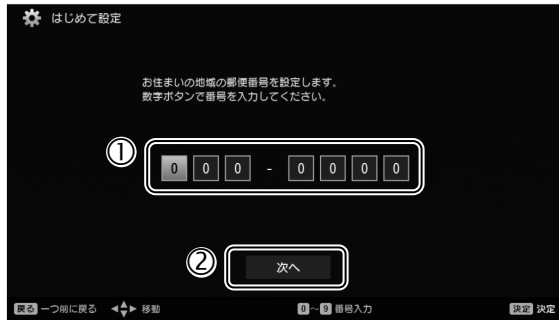 はじめて設定
お住まいの地域の郵便番号を設定します。
数字ボタンで番号を入力してください。
①
0 0 0 - 0 0 0 0
②
次へ
戻る 一つ前に戻る 移動 0～9 番号入力 決定 決定